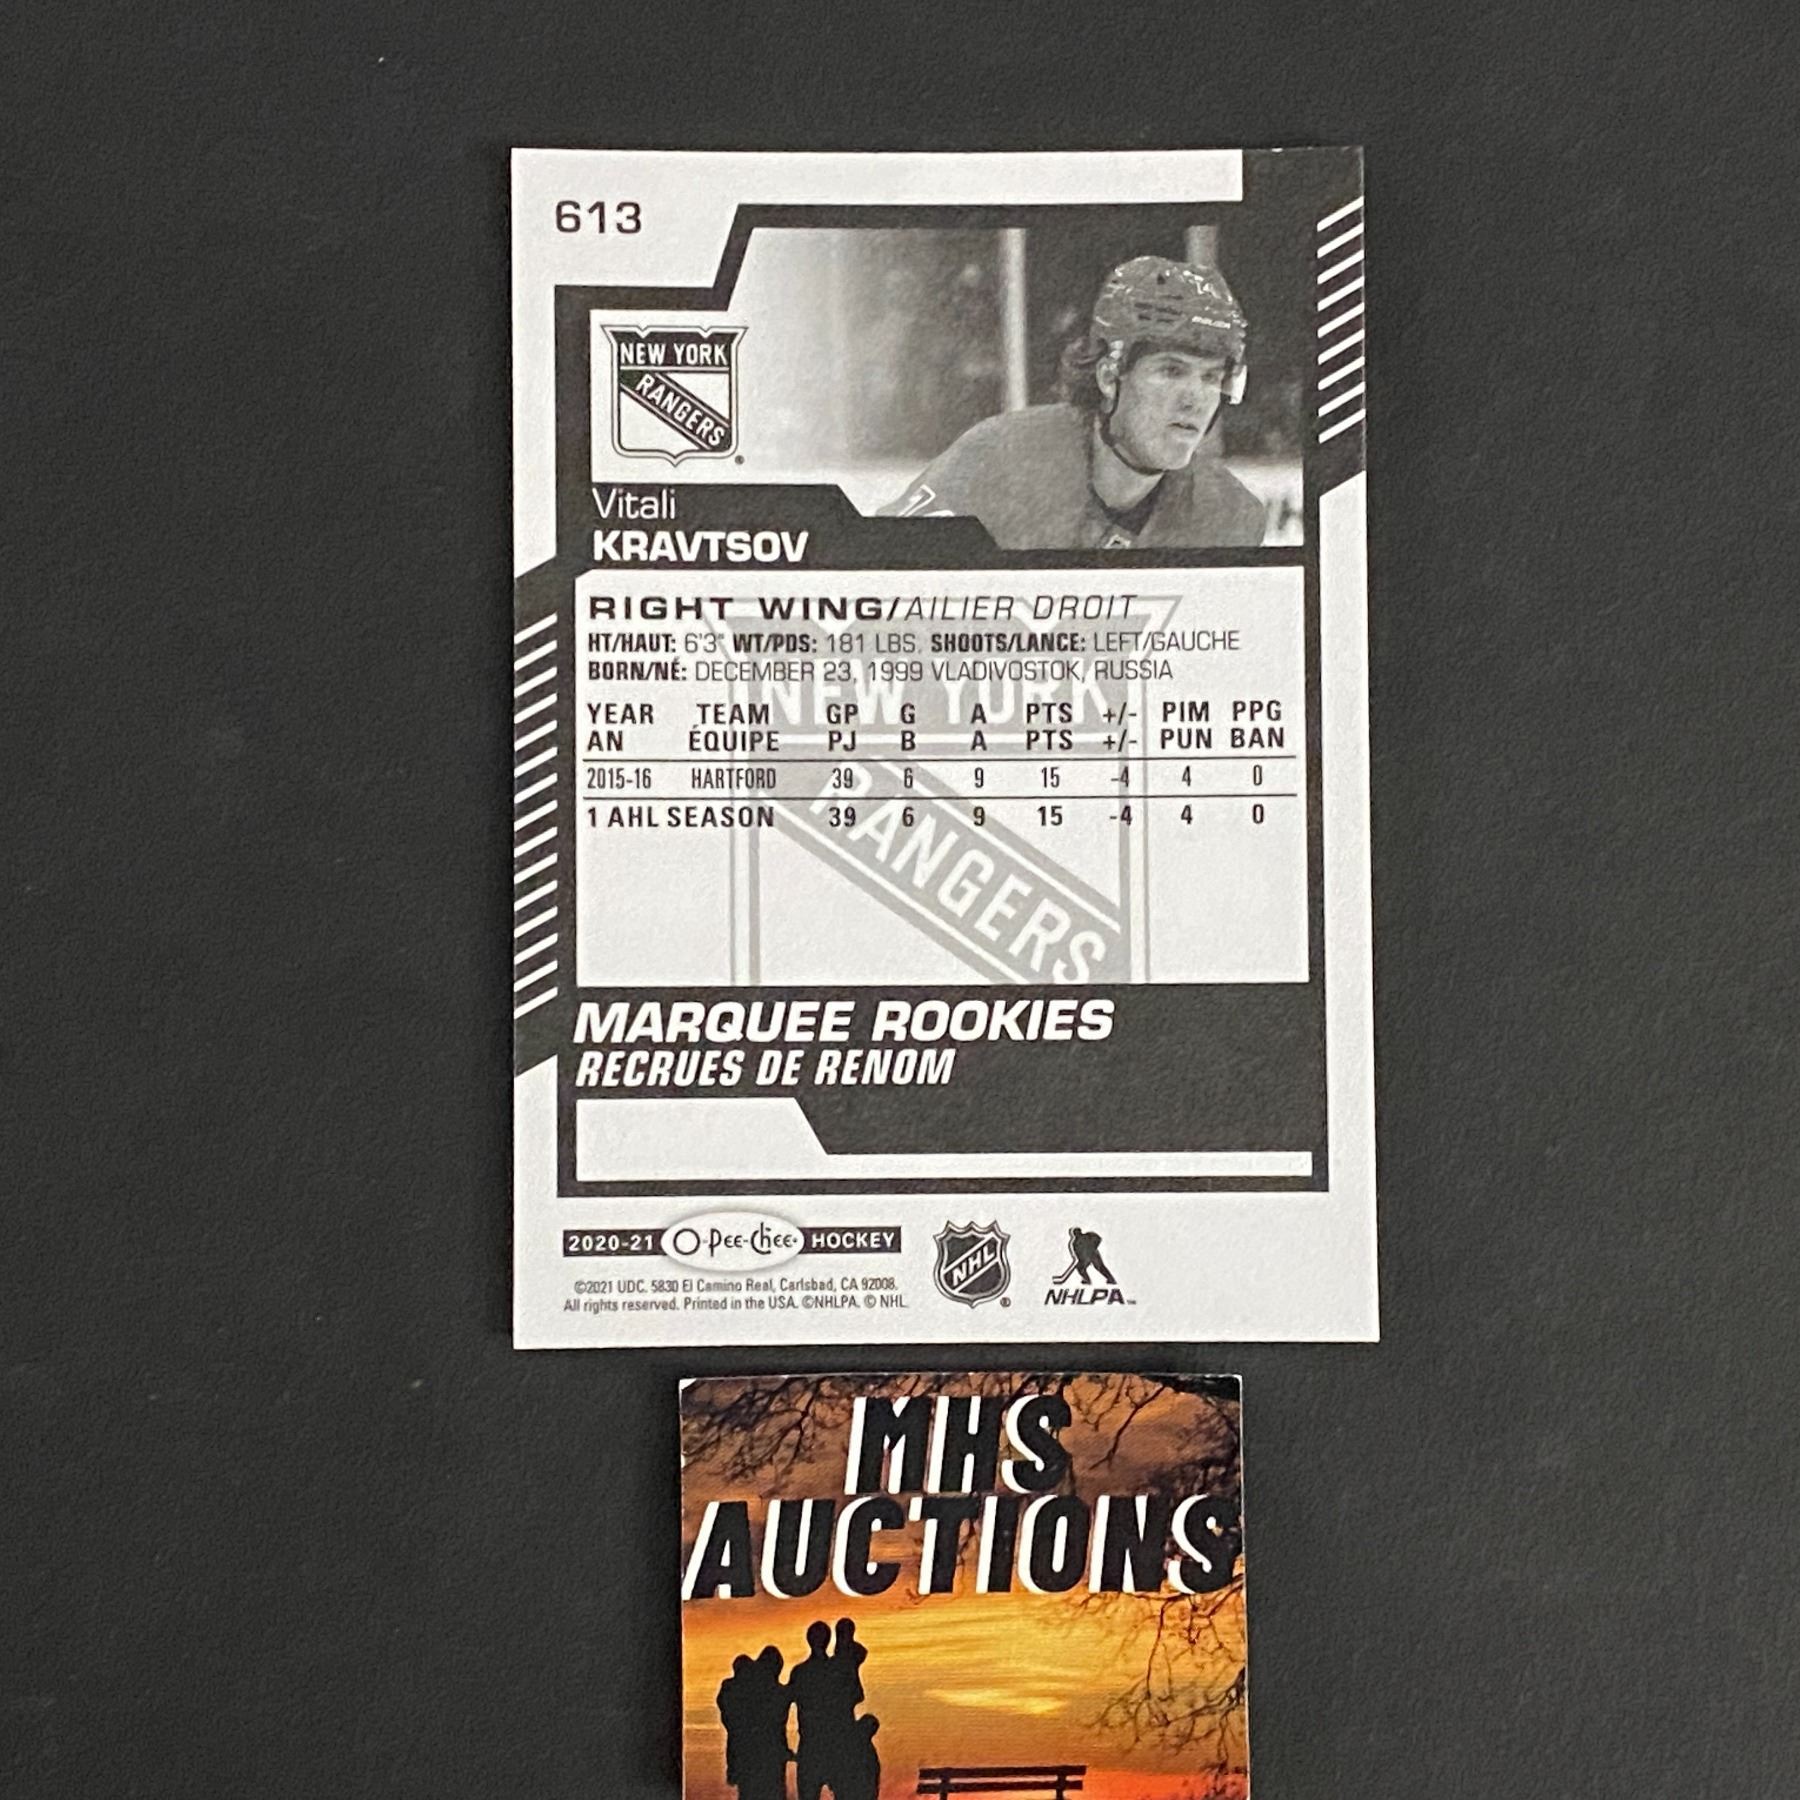 613
NEW YORK
RANGERS
Vitali
KRAVTSOV
RIGHT WING/AILIER DROIT
HT/HAUT: 6'3" WT/PDS: 181 LBS. SHOOTS/LANCE: LEFT/GAUCHE
BORN/NÉ: DECEMBER 23, 1999 VLADIVOSTOK, RUSSIA
YEAR TEAM GP G A PTS +/- PIM PPG
AN ÉQUIPE PJ B A PTS +/- PUN BAN
2015-16 HARTFORD 39 6 9 15 -4 4 0
1 AHL SEASON 39 6 9 15 -4 4 0
NEW YORK
RANGERS
MARQUEE ROOKIES
RECRUES DE RENOM
2020-21 O-Pee-Chee HOCKEY
©2021 UDC. 5830 El Camino Real, Carlsbad, CA 92008.
All rights reserved. Printed in the USA. ©NHLPA. © NHL
NHL
NHLPA
MHS
AUCTIONS